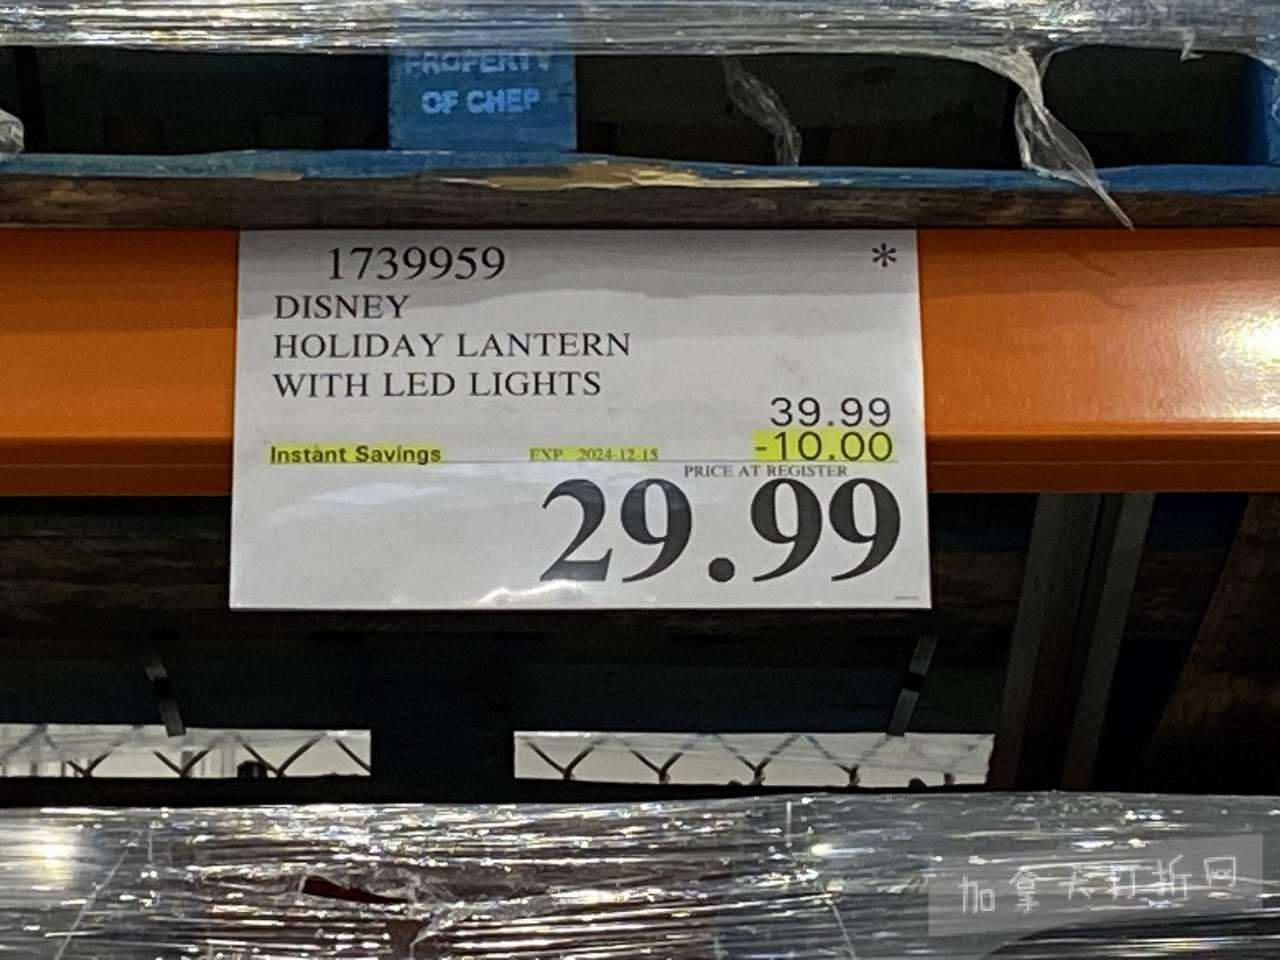 PROPERTY
OF CHEP
1739959 *
DISNEY
HOLIDAY LANTERN
WITH LED LIGHTS
39.99
Instant Savings EXP. 2024-12-15 -10.00
PRICE AT REGISTER
29.99
加拿大打折网